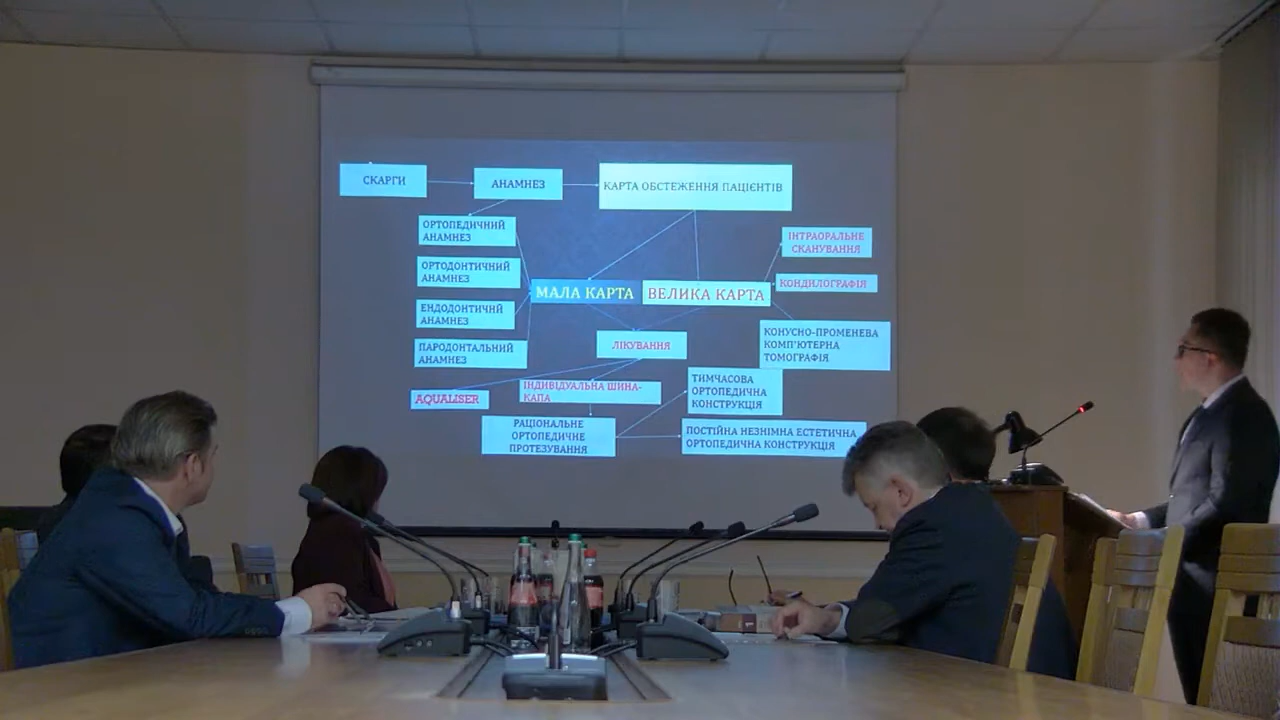 СКАРГИ
АНАМНЕЗ
КАРТА ОБСТЕЖЕННЯ ПАЦІЄНТІВ
ОРТОПЕДИЧНИЙ
АНАМНЕЗ
ОРТОДОНТИЧНИЙ
АНАМНЕЗ
ЕНДОДОНТИЧНЙ
АНАМНЕЗ
ПАРОДОНТАЛЬНИЙ
АНАМНЕЗ
МАЛА КАРТА
ВЕЛИКА КАРТА
ІНТРАОРАЛЬНЕ
СКАНУВАННЯ
КОНДИЛОГРАФІЯ
КОНУСНО-ПРОМЕНЕВА
КОМП'ЮТЕРНА
ТОМОГРАФІЯ
ЛІКУВАННЯ
AQUALISER
ІНДИВІДУАЛЬНА ШИНА-
КАПА
ТИМЧАСОВА
ОРТОПЕДИЧНА
КОНСТРУКЦІЯ
РАЦІОНАЛЬНЕ
ОРТОПЕДИЧНЕ
ПРОТЕЗУВАННЯ
ПОСТІЙНА НЕЗНІМНА ЕСТЕТИЧНА
ОРТОПЕДИЧНА КОНСТРУКЦІЯ